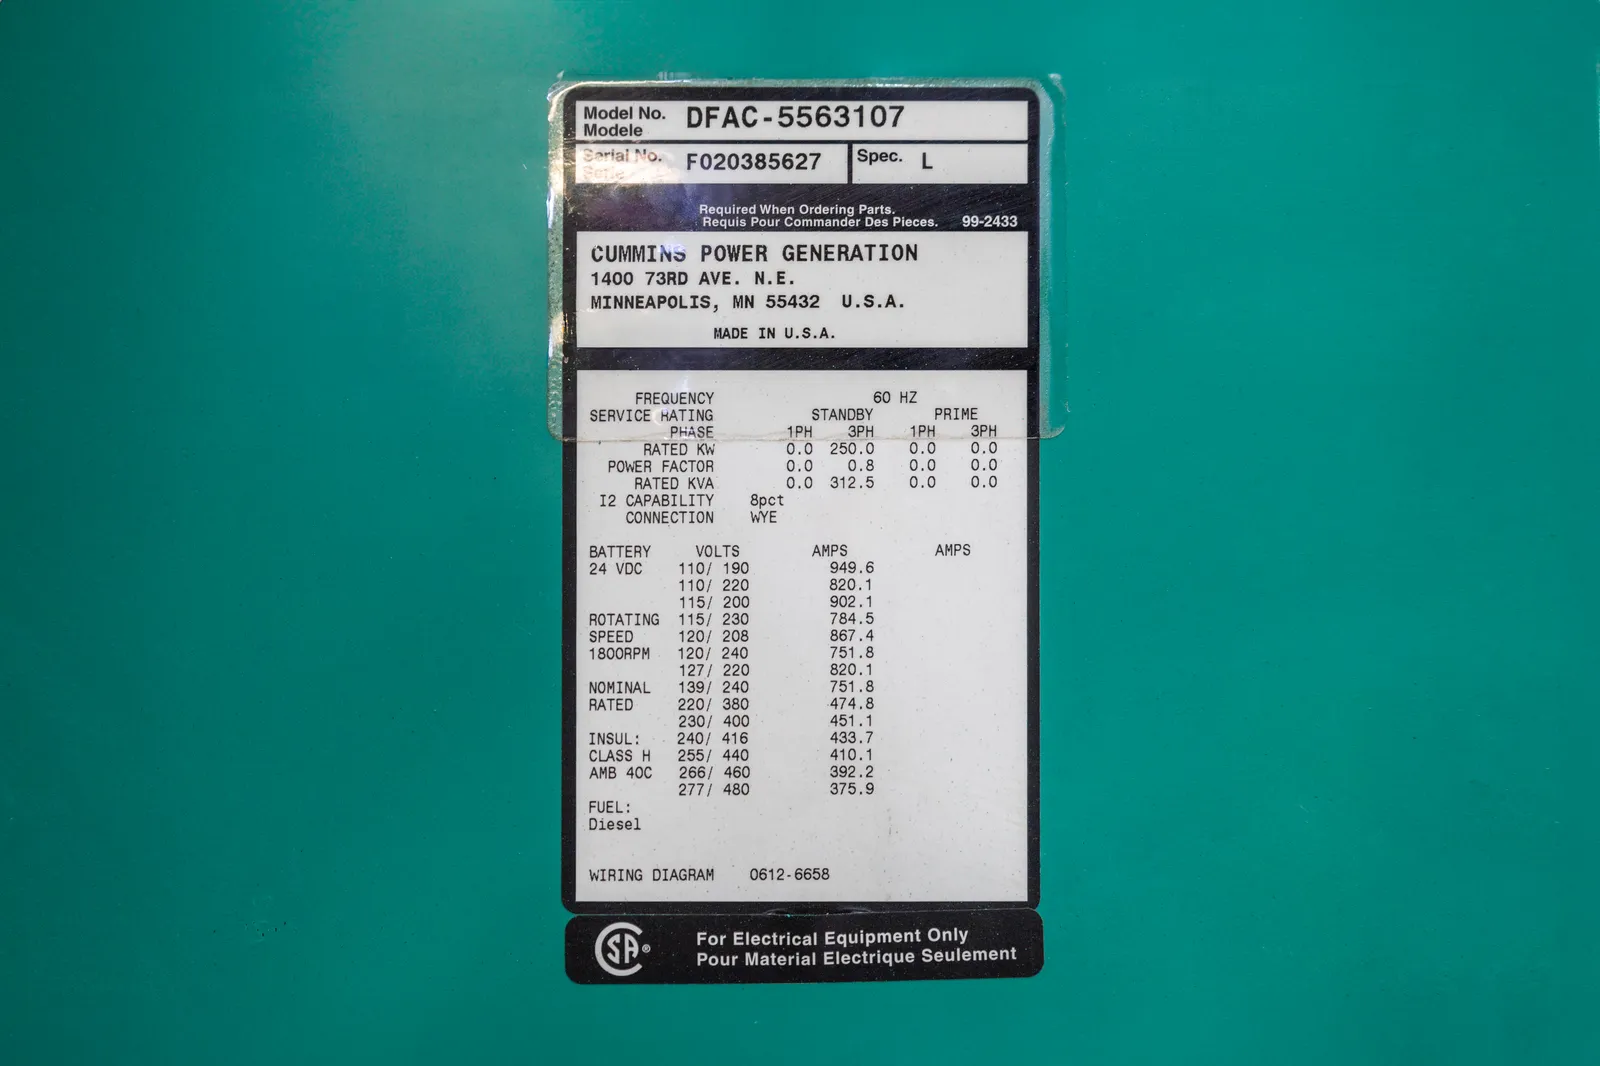 Model No. DFAC-5563107
Modele
Serial No. F020385627 Spec. L
Serie
Required When Ordering Parts.
Requis Pour Commander Des Pieces. 99-2433
CUMMINS POWER GENERATION
1400 73RD AVE. N.E.
MINNEAPOLIS, MN 55432 U.S.A.
MADE IN U.S.A.
FREQUENCY 60 HZ
SERVICE RATING STANDBY PRIME
PHASE 1PH 3PH 1PH 3PH
RATED KW 0.0 250.0 0.0 0.0
POWER FACTOR 0.0 0.8 0.0 0.0
RATED KVA 0.0 312.5 0.0 0.0
I2 CAPABILITY 8pct
CONNECTION WYE
BATTERY VOLTS AMPS AMPS
24 VDC 110/ 190 949.6
110/ 220 820.1
115/ 200 902.1
ROTATING 115/ 230 784.5
SPEED 120/ 208 867.4
1800RPM 120/ 240 751.8
127/ 220 820.1
NOMINAL 139/ 240 751.8
RATED 220/ 380 474.8
230/ 400 451.1
INSUL: 240/ 416 433.7
CLASS H 255/ 440 410.1
AMB 40C 266/ 460 392.2
277/ 480 375.9
FUEL:
Diesel
WIRING DIAGRAM 0612-6658
CSA® For Electrical Equipment Only
Pour Material Electrique Seulement